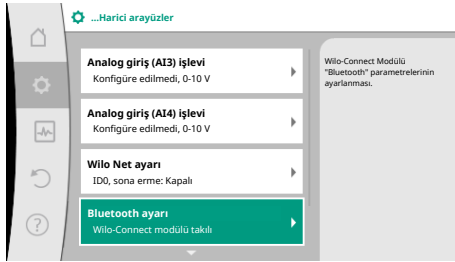 ...Harici arayüzler
Analog giriş (AI3) işlevi
Konfigüre edilmedi, 0-10 V
Analog giriş (AI4) işlevi
Konfigüre edilmedi, 0-10 V
Wilo Net ayarı
ID0, sona erme: Kapalı
Bluetooth ayarı
Wilo-Connect modülü takılı
Wilo-Connect Modülü
"Bluetooth" parametrelerinin
ayarlanması.